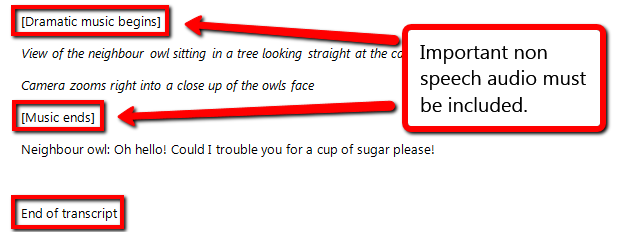 [Dramatic music begins]
View of the neighbour owl sitting in a tree looking straight at the
Camera zooms right into a close up of the owls face
[Music ends]
Neighbour owl: Oh hello! Could I trouble you for a cup of sugar please!
End of transcript
Important non
speech audio must
be included.